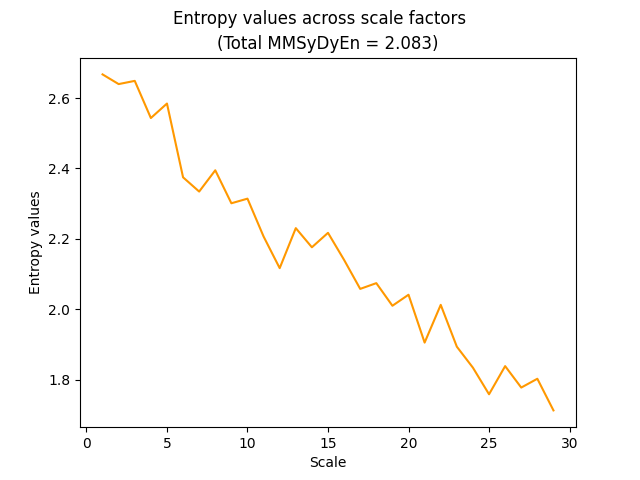 Entropy values across scale factors
(Total MMSyDyEn = 2.083)
Entropy values
2.6
2.4
2.2
2.0
1.8
0 5 10 15 20 25 30
Scale